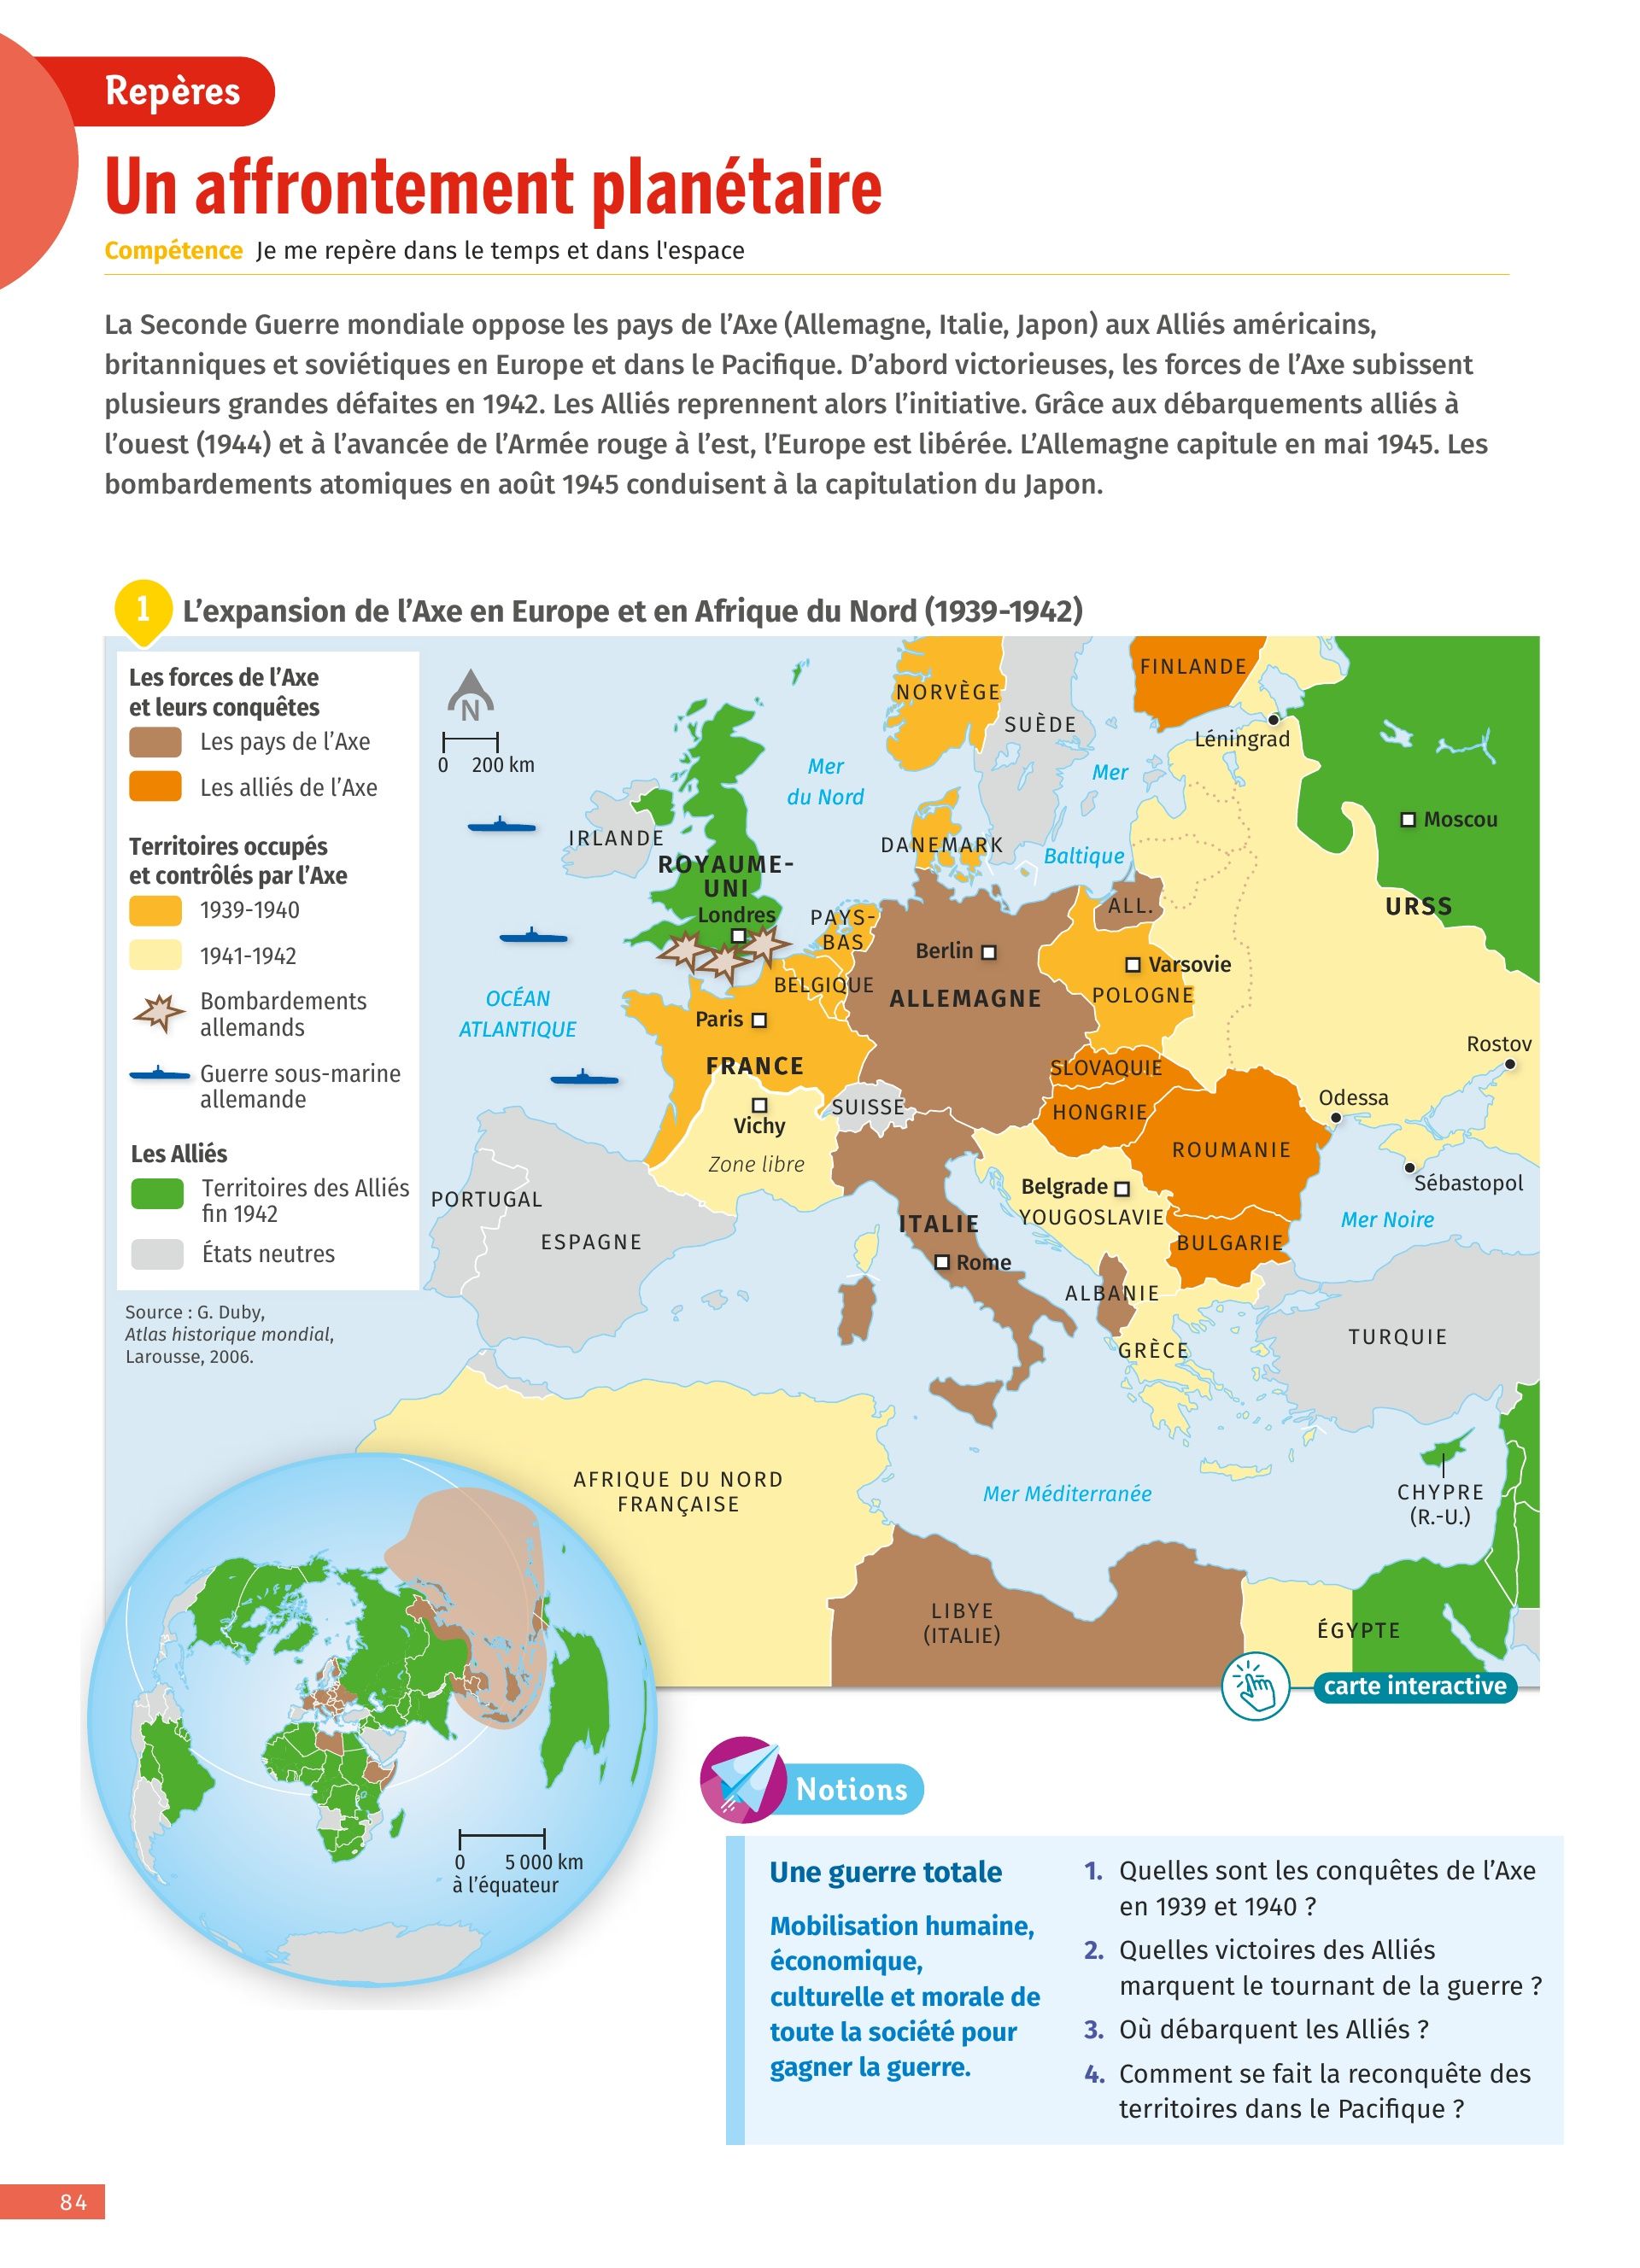 Repères
Un affrontement planétaire
Compétence Je me repère dans le temps et dans l'espace
La Seconde Guerre mondiale oppose les pays de l’Axe (Allemagne, Italie, Japon) aux Alliés américains,
britanniques et soviétiques en Europe et dans le Pacifique. D’abord victorieuses, les forces de l’Axe subissent
plusieurs grandes défaites en 1942. Les Alliés reprennent alors l’initiative. Grâce aux débarquements alliés à
l’ouest (1944) et à l’avancée de l’Armée rouge à l’est, l’Europe est libérée. L’Allemagne capitule en mai 1945. Les
bombardements atomiques en août 1945 conduisent à la capitulation du Japon.
1
L’expansion de l’Axe en Europe et en Afrique du Nord (1939-1942)
Les forces de l’Axe
et leurs conquêtes
Les pays de l’Axe
Les alliés de l’Axe
Territoires occupés
et contrôlés par l’Axe
1939-1940
1941-1942
Bombardements
allemands
Guerre sous-marine
allemande
Les Alliés
Territoires des Alliés
fin 1942
États neutres
Source : G. Duby,
Atlas historique mondial,
Larousse, 2006.
N
0 200 km
NORVÈGE
SUÈDE
FINLANDE
Léningrad
Mer
du Nord
Mer
Baltique
Moscou
IRLANDE
ROYAUME-
UNI
Londres
DANEMARK
PAYS-
BAS
ALL.
URSS
Berlin
Varsovie
BELGIQUE
ALLEMAGNE
POLOGNE
OCÉAN
ATLANTIQUE
Paris
FRANCE
Rostov
SLOVAQUIE
Odessa
SUISSE
HONGRIE
Vichy
Zone libre
ROUMANIE
Sébastopol
PORTUGAL
Belgrade
YOUGOSLAVIE
Mer Noire
ESPAGNE
ITALIE
Rome
BULGARIE
ALBANIE
GRÈCE
TURQUIE
AFRIQUE DU NORD
FRANÇAISE
Mer Méditerranée
CHYPRE
(R.-U.)
LIBYE
(ITALIE)
ÉGYPTE
carte interactive
0 5 000 km
à l’équateur
Notions
Une guerre totale
Mobilisation humaine,
économique,
culturelle et morale de
toute la société pour
gagner la guerre.
1. Quelles sont les conquêtes de l’Axe
en 1939 et 1940 ?
2. Quelles victoires des Alliés
marquent le tournant de la guerre ?
3. Où débarquent les Alliés ?
4. Comment se fait la reconquête des
territoires dans le Pacifique ?
84